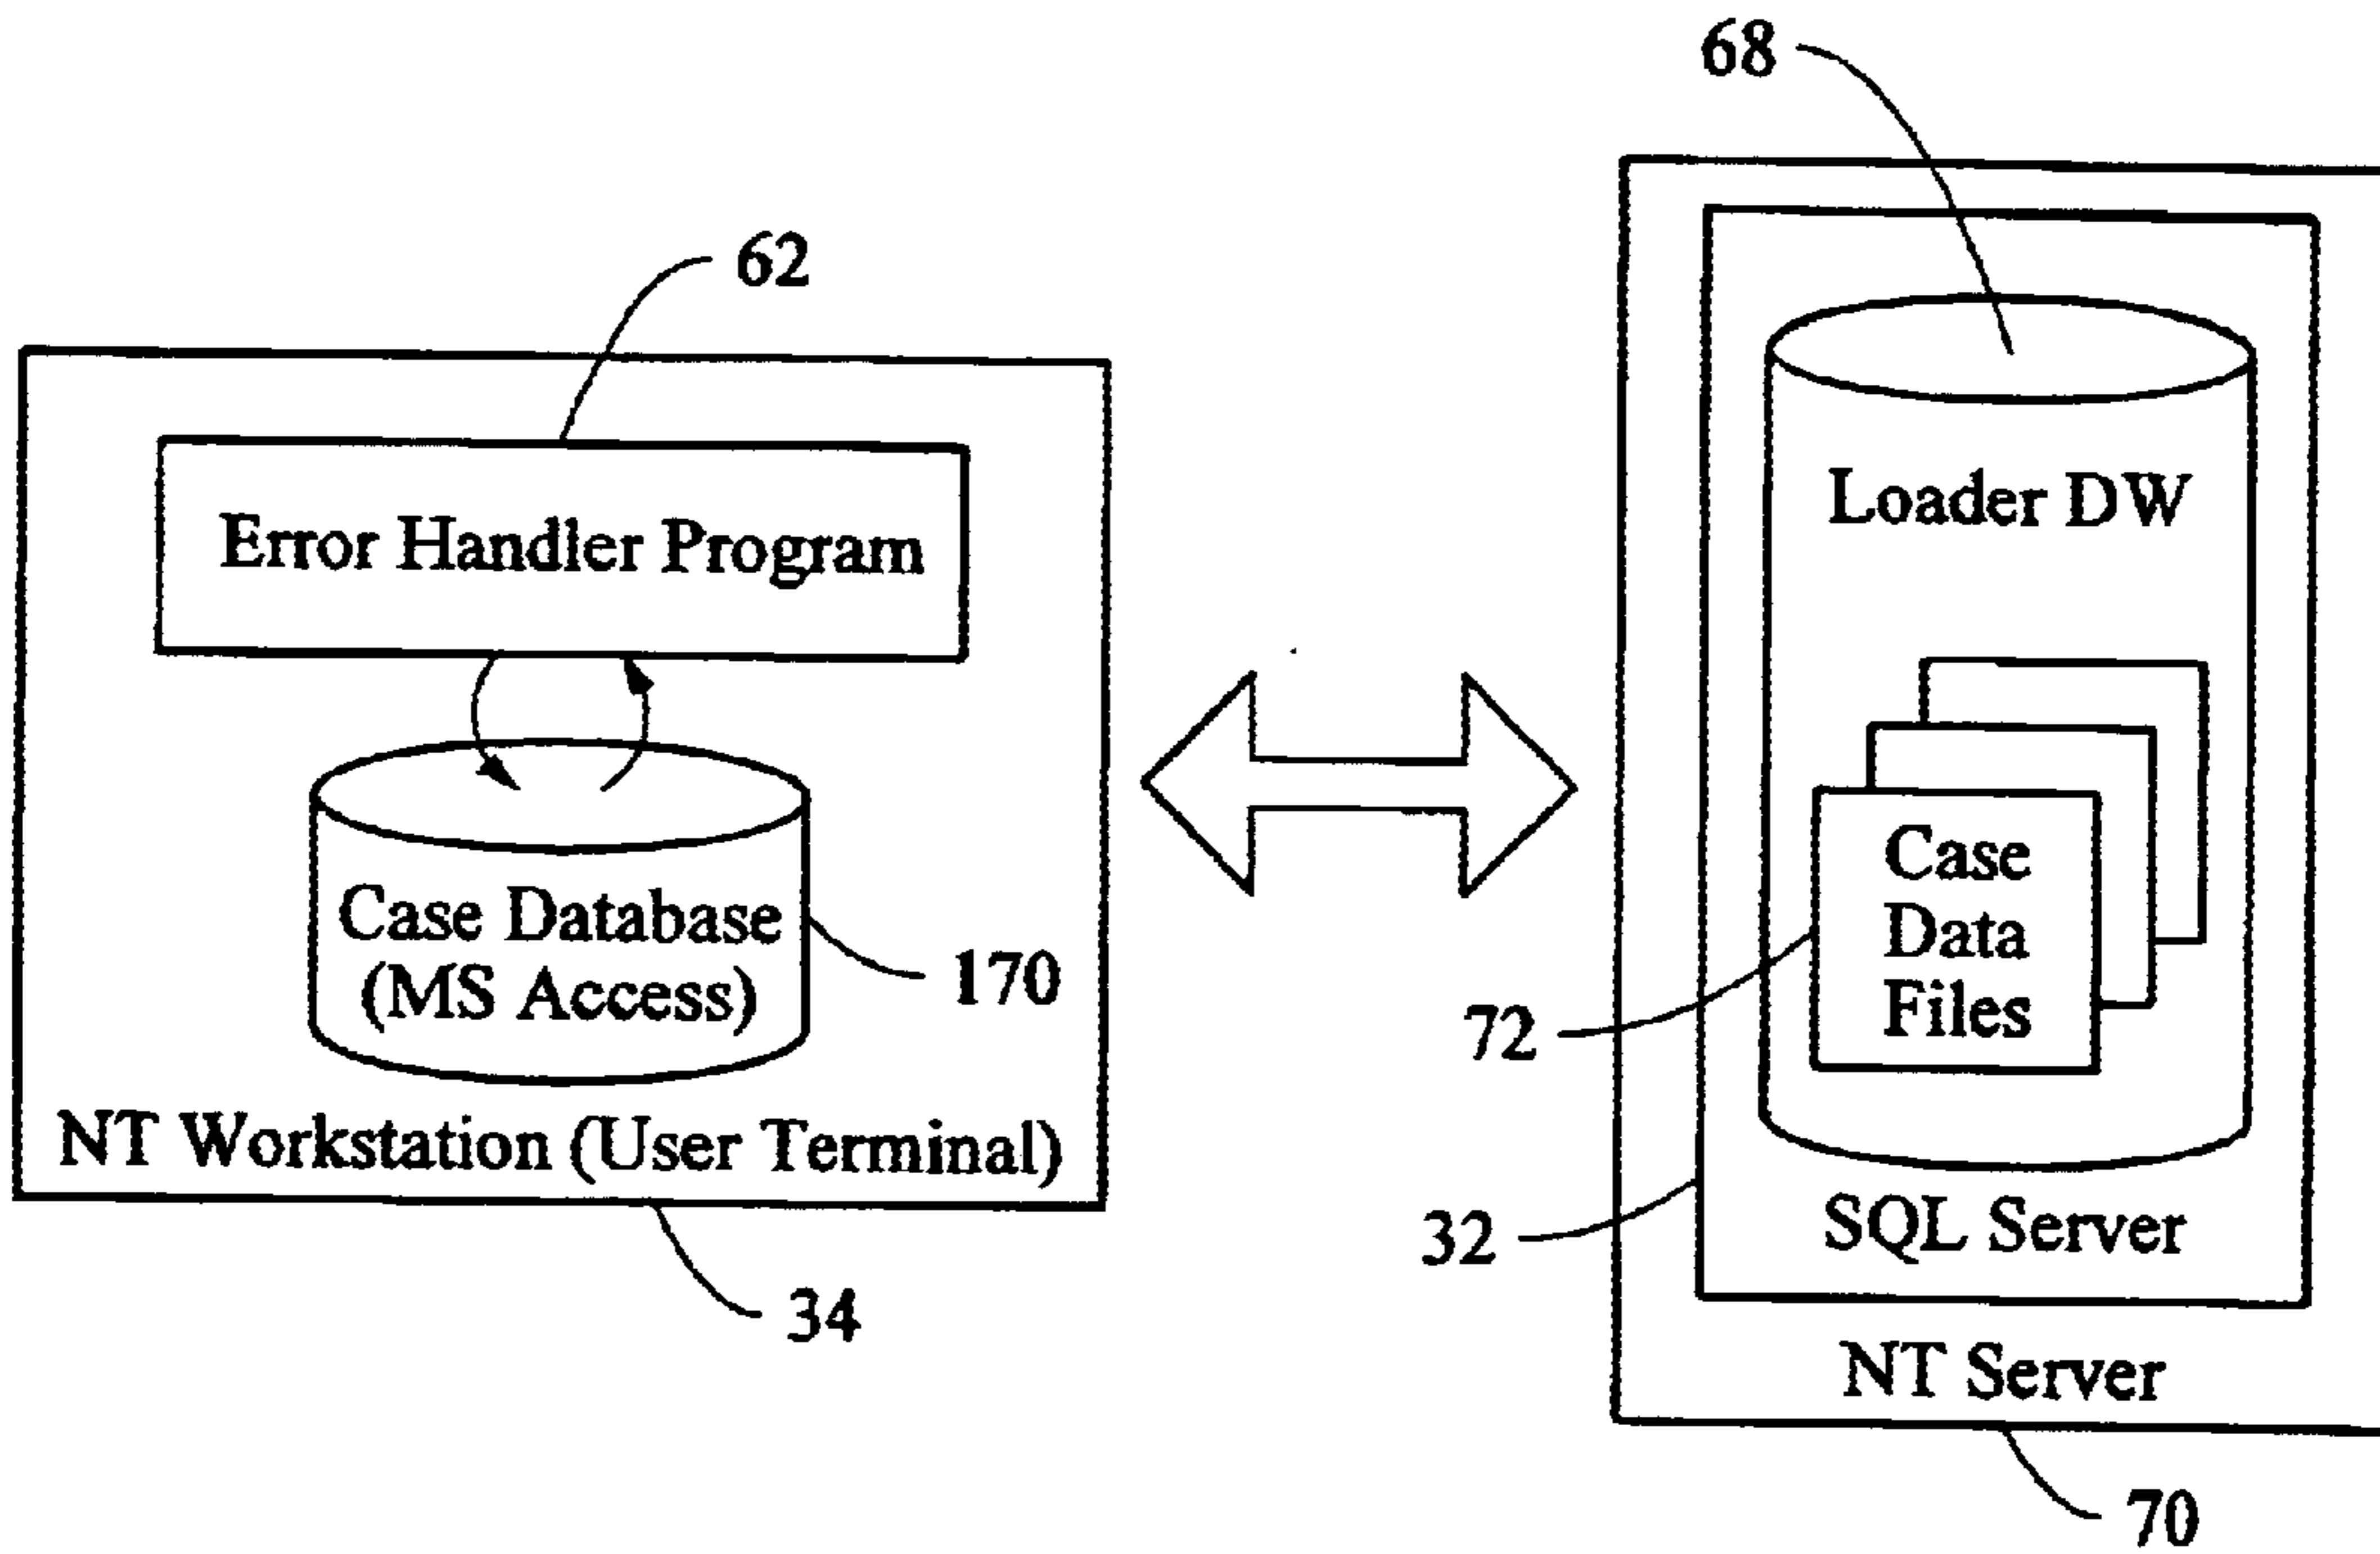 68
62
Error Handler Program
Loader DW
Case Database
(MS Access)
170
Case
Data
Files
72
NT Workstation (User Terminal)
SQL Server
32
34
NT Server
70